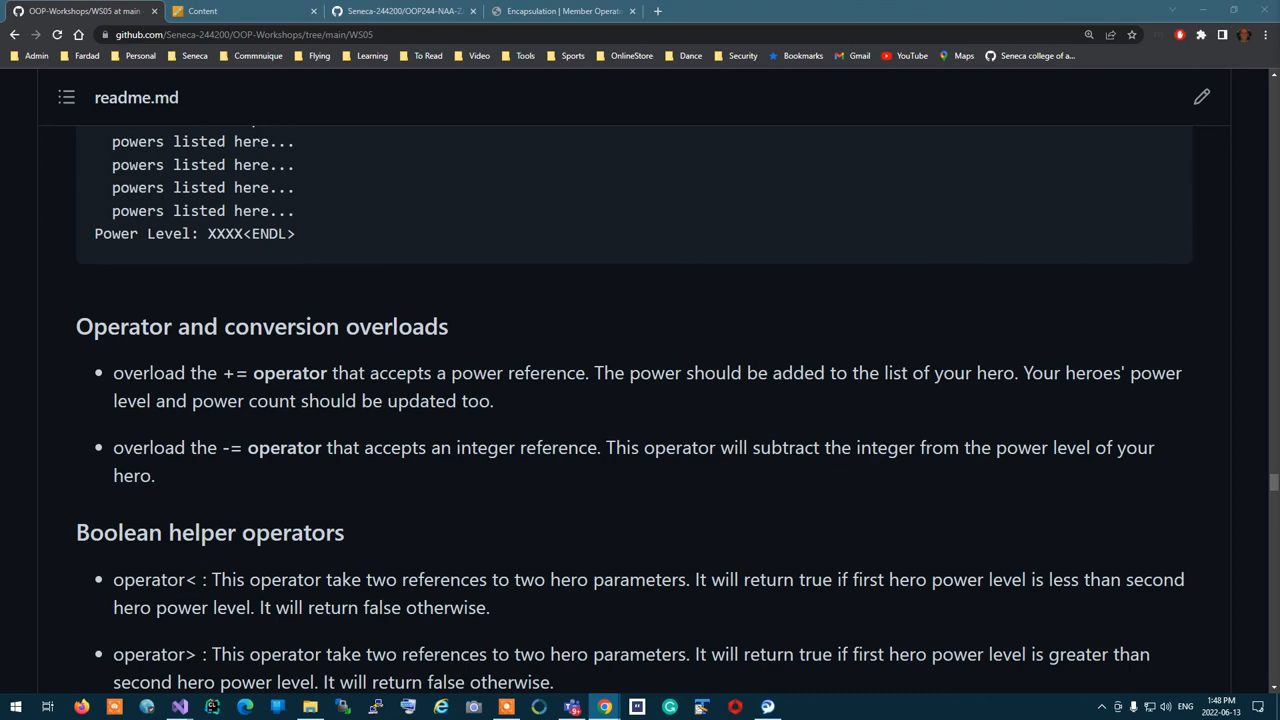 OOP-Workshops/WS05 at main
Content
Seneca-244200/OOP244-NAA-Z
Encapsulation | Member Operato
github.com/Seneca-244200/OOP-Workshops/tree/main/WS05
Admin Fardad Personal Seneca Commnuique Flying Learning To Read Video Tools Sports OnlineStore Dance Security Bookmarks Gmail YouTube Maps Seneca college of a...
readme.md
powers listed here...
powers listed here...
powers listed here...
powers listed here...
Power Level: XXXX<ENDL>
Operator and conversion overloads
overload the += operator that accepts a power reference. The power should be added to the list of your hero. Your heroes' power
level and power count should be updated too.
overload the -= operator that accepts an integer reference. This operator will subtract the integer from the power level of your
hero.
Boolean helper operators
operator< : This operator take two references to two hero parameters. It will return true if first hero power level is less than second
hero power level. It will return false otherwise.
operator> : This operator take two references to two hero parameters. It will return true if first hero power level is greater than
second hero power level. It will return false otherwise.
ENG
1:48 PM
2022-06-13